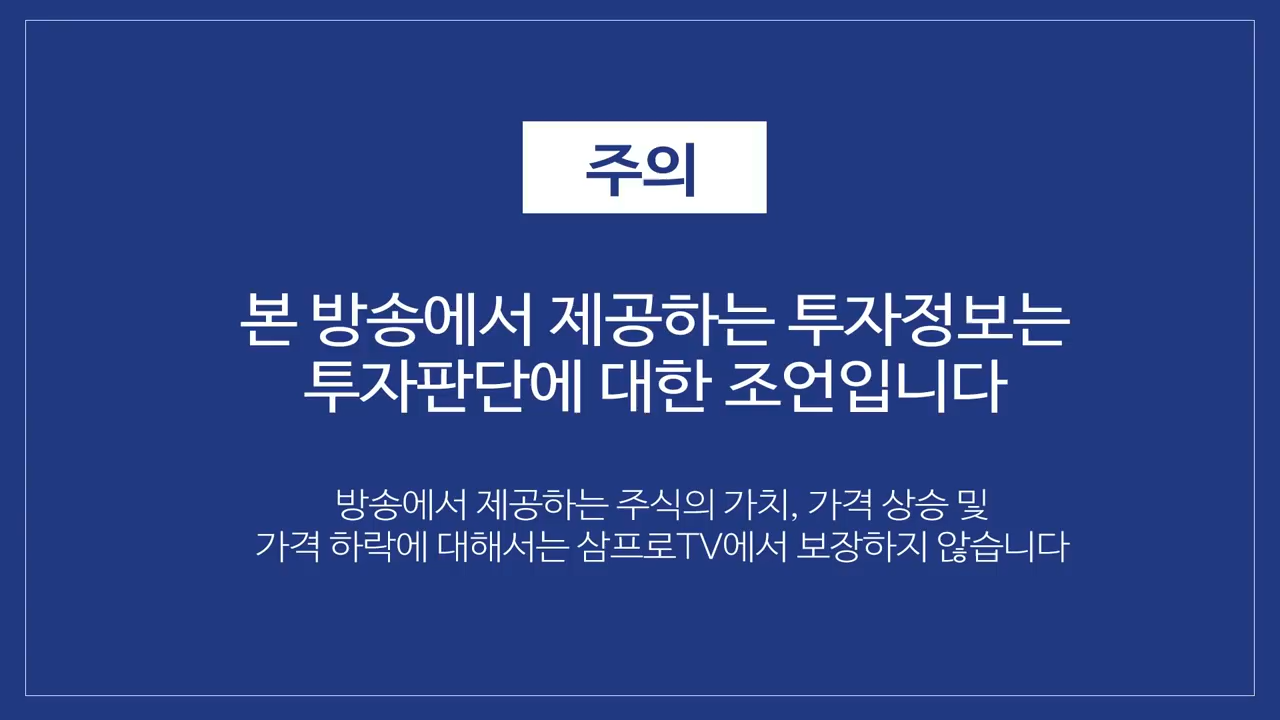 주의
본 방송에서 제공하는 투자정보는
투자판단에 대한 조언입니다
방송에서 제공하는 주식의 가치, 가격 상승 및
가격 하락에 대해서는 삼프로TV에서 보장하지 않습니다